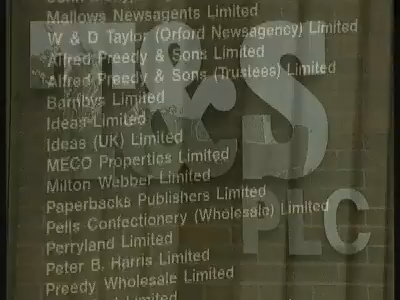 Mallows Newsagents Limited
W & D Taylor (Orford Newsagency) Limited
Alfred Preedy & Sons Limited
Alfred Preedy & Sons (Trustees) Limited
Barnbys Limited
Ideas Limited
Ideas (UK) Limited
MECO Properties Limited
Milton Webber Limited
Paperbacks Publishers Limited
Pells Confectionery (Wholesale) Limited
Perryland Limited
Peter B. Harris Limited
Preedy Wholesale Limited
Limited
&S
PLC